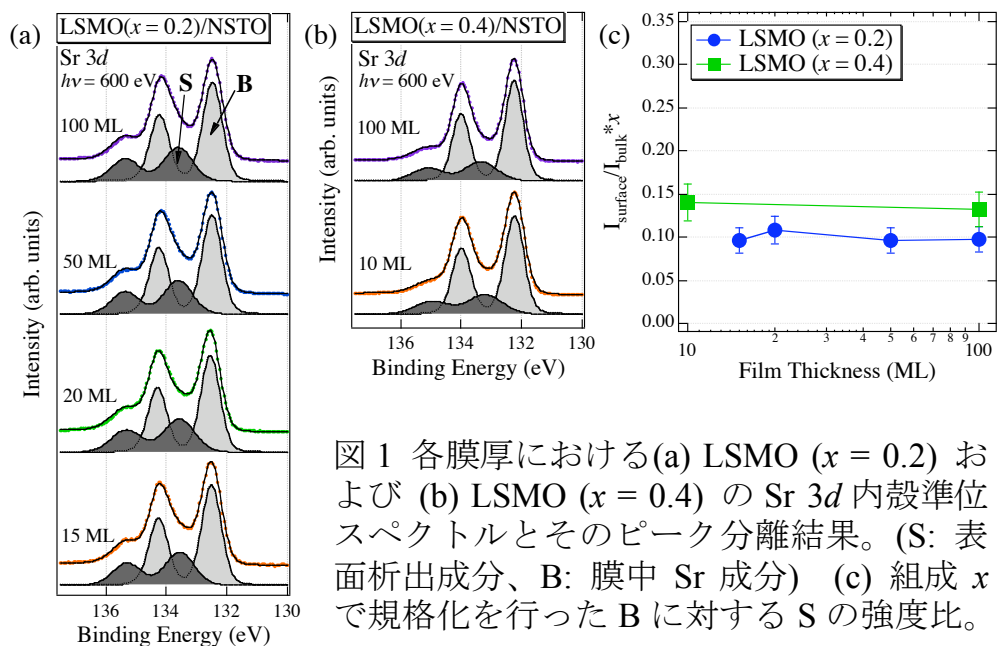 (a)
LSMO(x = 0.2)/NSTO
Sr 3d
hν = 600 eV
S
B
100 ML
50 ML
20 ML
15 ML
Intensity (arb. units)
136
134
132
130
Binding Energy (eV)
(b)
LSMO(x = 0.4)/NSTO
Sr 3d
hν = 600 eV
100 ML
10 ML
Intensity (arb. units)
136
134
132
130
Binding Energy (eV)
(c)
LSMO (x = 0.2)
LSMO (x = 0.4)
0.35
0.30
0.25
0.20
0.15
0.10
0.05
0.00
I_surface/I_bulk*x
10
2
3
4
5
6
7
8
9
100
Film Thickness (ML)
図 1 各膜厚における(a) LSMO (x = 0.2) お
よび (b) LSMO (x = 0.4) の Sr 3d 内殻準位
スペクトルとそのピーク分離結果。(S: 表
面析出成分、B: 膜中 Sr 成分) (c) 組成 x
で規格化を行った B に対する S の強度比。